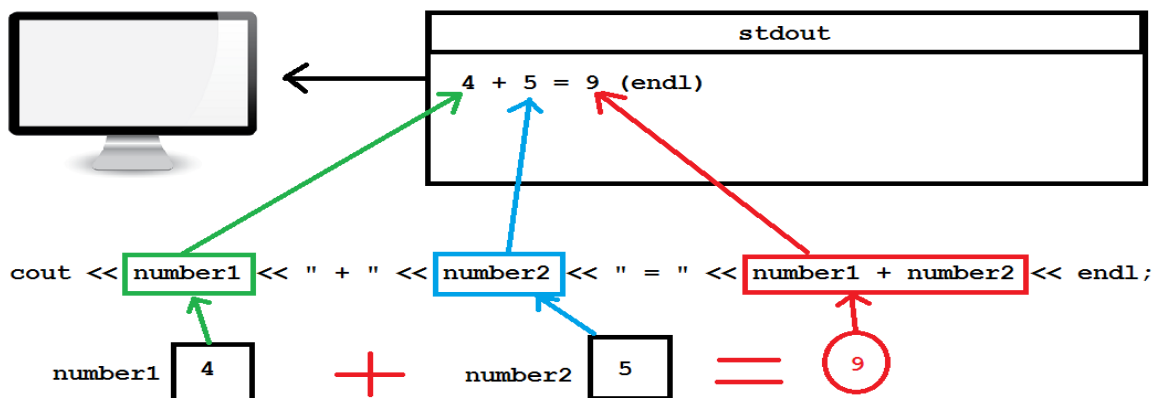 stdout
4 + 5 = 9 (endl)
cout << number1 << " + " << number2 << " = " << number1 + number2 << endl;
number1 4 + number2 5 = 9